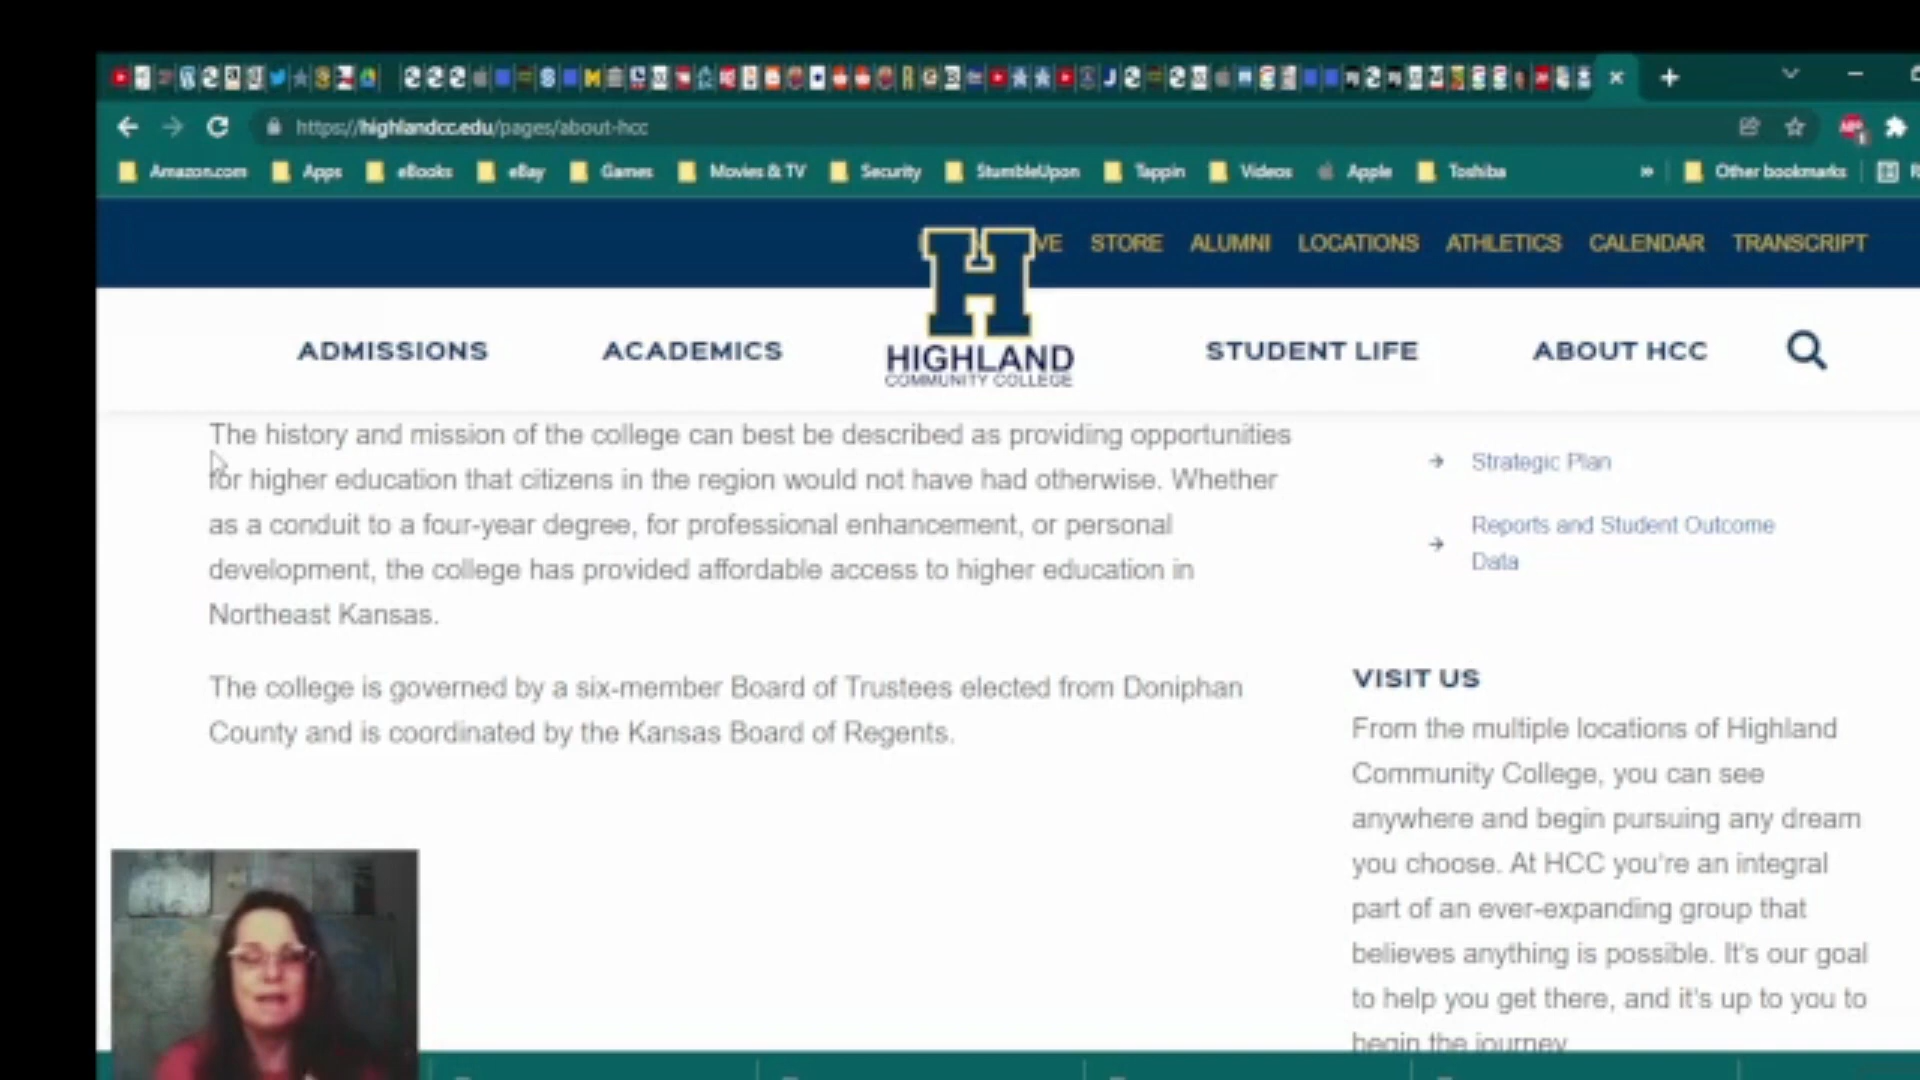 https://highlandcc.edu/pages/about-hcc
Amazon.com Apps eBooks eBay Games Movies & TV Security StumbleUpon Tappin Videos Apple Toshiba » Other bookmarks
STORE ALUMNI LOCATIONS ATHLETICS CALENDAR TRANSCRIPT
ADMISSIONS ACADEMICS H HIGHLAND STUDENT LIFE ABOUT HCC
COMMUNITY COLLEGE
The history and mission of the college can best be described as providing opportunities
for higher education that citizens in the region would not have had otherwise. Whether
as a conduit to a four-year degree, for professional enhancement, or personal
development, the college has provided affordable access to higher education in
Northeast Kansas.
The college is governed by a six-member Board of Trustees elected from Doniphan
County and is coordinated by the Kansas Board of Regents.
Strategic Plan
Reports and Student Outcome
Data
VISIT US
From the multiple locations of Highland
Community College, you can see
anywhere and begin pursuing any dream
you choose. At HCC you're an integral
part of an ever-expanding group that
believes anything is possible. It's our goal
to help you get there, and it's up to you to
begin the journey